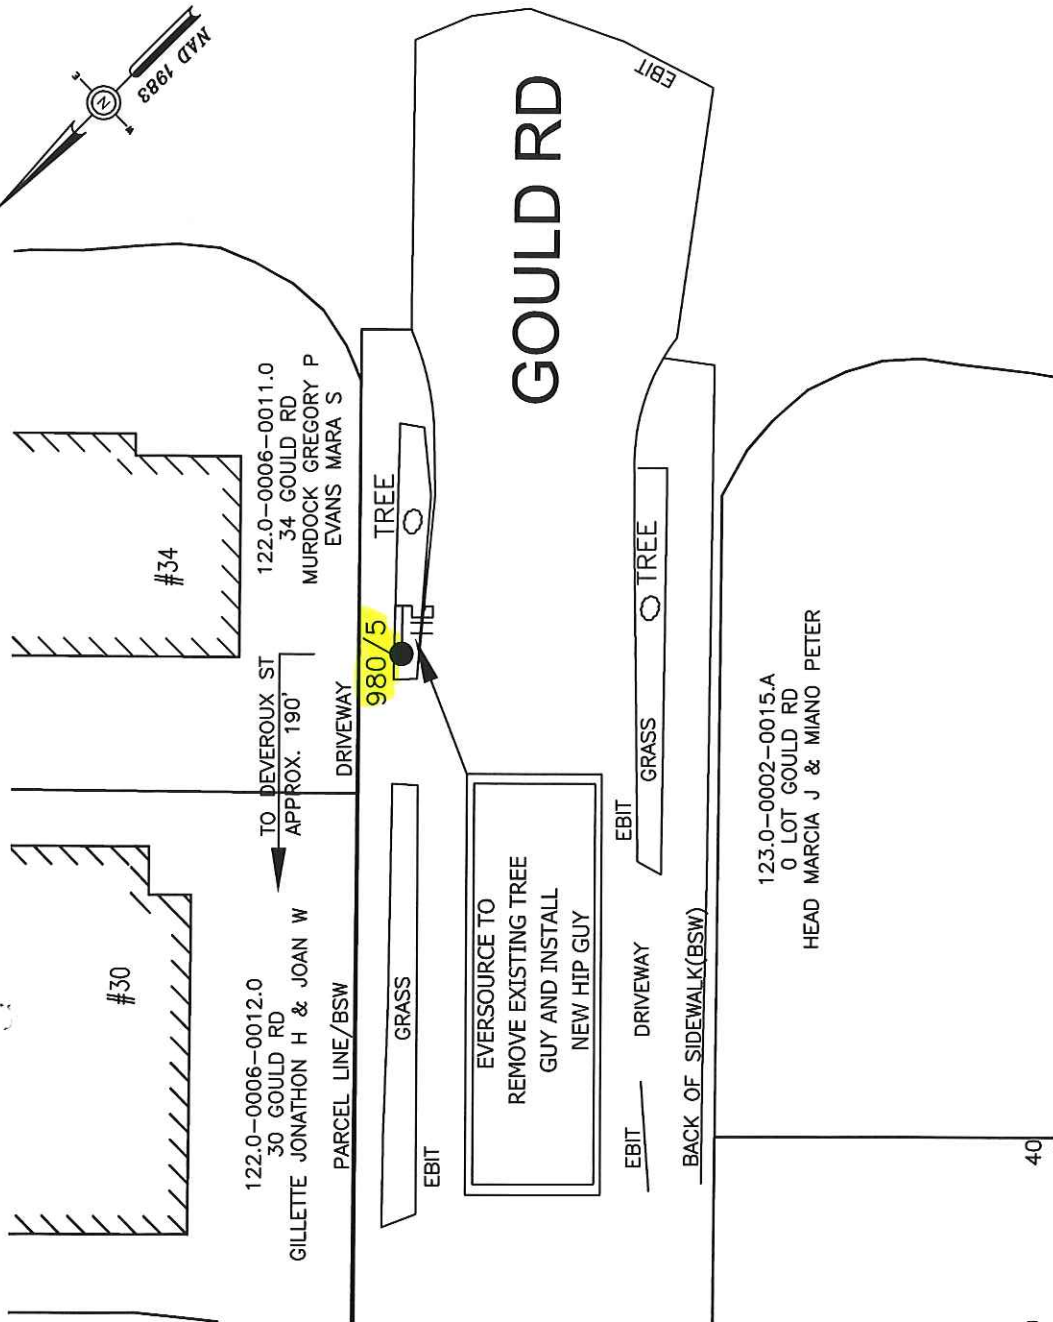 NAD 1983
N
EBIT
GOULD RD
122.0-0006-0011.0
34 GOULD RD
MURDOCK GREGORY P
EVANS MARA S
#34
TREE
980/5
TREE
TO DEVEROUX ST
APPROX. 190'
DRIVEWAY
GRASS
EBIT
123.0-0002-0015.A
0 LOT GOULD RD
HEAD MARCIA J & MIANO PETER
#30
122.0-0006-0012.0
30 GOULD RD
GILLETTE JONATHON H & JOAN W
PARCEL LINE/BSW
GRASS
EBIT
EVERSOURCE TO
REMOVE EXISTING TREE
GUY AND INSTALL
NEW HIP GUY
DRIVEWAY
EBIT
BACK OF SIDEWALK(BSW)
40